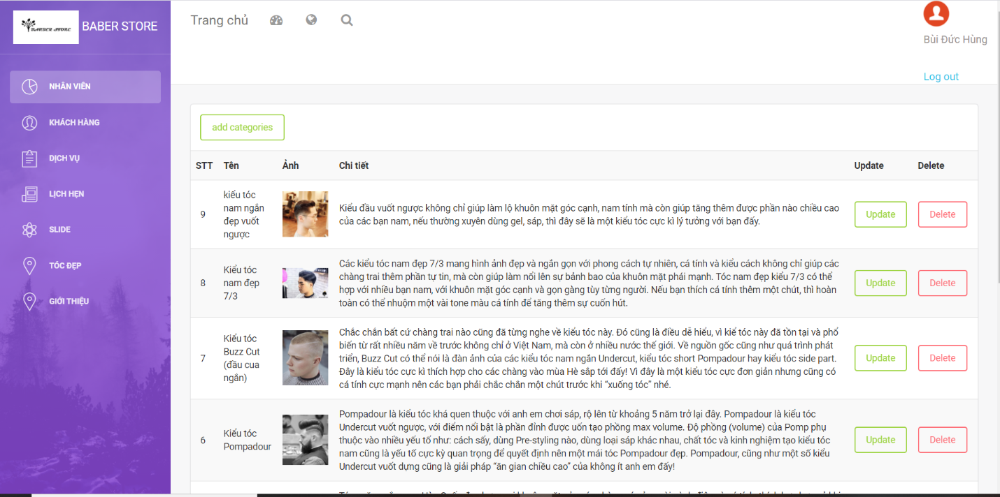 BARBER STORE
BABER STORE
Trang chủ
Bùi Đức Hùng
Log out
NHÂN VIÊN
KHÁCH HÀNG
DỊCH VỤ
LỊCH HẸN
SLIDE
TÓC ĐẸP
GIỚI THIỆU
add categories
STT Tên Ảnh Chi tiết Update Delete
9
kiểu tóc
nam ngắn
đẹp vuốt
ngược
Kiểu đầu vuốt ngược không chỉ giúp làm lộ khuôn mặt góc cạnh, nam tính mà còn giúp tăng thêm được phần nào chiều cao
của các bạn nam, nếu thường xuyên dùng gel, sáp, thì đây sẽ là một kiểu tóc cực kì lý tưởng với bạn đấy.
Update Delete
8
Kiểu tóc
nam đẹp
7/3
Các kiểu tóc nam đẹp 7/3 mang hình ảnh đẹp và ngắn gọn với phong cách tự nhiên, cá tính và kiểu cách không chỉ giúp các
chàng trai thêm phần tự tin, mà còn giúp làm nổi lên sự bảnh bao của khuôn mặt phái mạnh. Tóc nam đẹp kiểu 7/3 có thể
hợp với nhiều bạn nam, với khuôn mặt góc cạnh và gọn gàng tùy từng người. Nếu bạn thích cá tính thêm một chút, thì hoàn
toàn có thể nhuộm một vài tone màu cá tính để tăng thêm sự cuốn hút.
Update Delete
7
Kiểu tóc
Buzz Cut
(đầu cua
ngắn)
Chắc chắn bất cứ chàng trai nào cũng đã từng nghe về kiểu tóc này. Đó cũng là điều dễ hiểu, vì kiể tóc này đã tồn tại và phổ
biến từ rất nhiều năm về trước không chỉ ở Việt Nam, mà còn ở nhiều nước thế giới. Về nguồn gốc cũng như quá trình phát
triển, Buzz Cut có thể nói là đàn ảnh của các kiểu tóc nam ngắn Undercut, kiểu tóc short Pompadour hay kiểu tóc side part.
Đây là kiểu tóc cực kì thích hợp cho các chàng vào mùa Hè sắp tới đấy! Vì đây là một kiểu tóc cực đơn giản nhưng cũng có
cá tính cực mạnh nên các bạn phải chắc chắn một chút trước khi “xuống tóc” nhé.
Update Delete
6
Kiểu tóc
Pompadour
Pompadour là kiểu tóc khá quen thuộc với anh em chơi sáp, rộ lên từ khoảng 5 năm trở lại đây. Pompadour là kiểu tóc
Undercut vuốt ngược, với điểm nổi bật là phần đỉnh được uốn tạo phồng max volume. Độ phồng (volume) của Pomp phụ
thuộc vào nhiều yếu tố như: cách sấy, dùng Pre-styling nào, dùng loại sáp khác nhau, chất tóc và kinh nghiệm tạo kiểu tóc
nam cũng là yếu tố cực kỳ quan trọng để quyết định nên một mái tóc Pompadour đẹp. Pompadour, cũng như một số kiểu
Undercut vuốt dựng cũng là giải pháp “ăn gian chiều cao” của không ít anh em đấy!
Update Delete